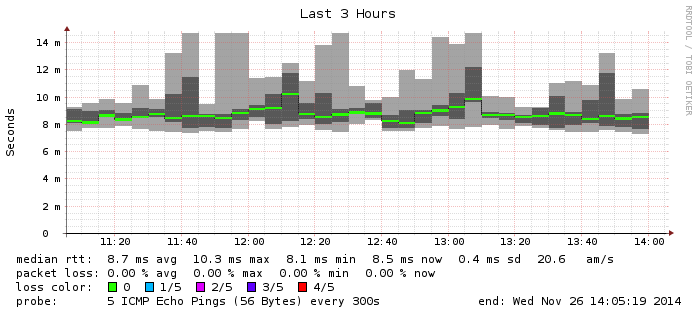 Last 3 Hours
RRDTOOL / TOBI OETIKER
Seconds
14 m
12 m
10 m
8 m
6 m
4 m
2 m
0
11:20 11:40 12:00 12:20 12:40 13:00 13:20 13:40 14:00
median rtt: 8.7 ms avg 10.3 ms max 8.1 ms min 8.5 ms now 0.4 ms sd 20.6 am/s
packet loss: 0.00 % avg 0.00 % max 0.00 % min 0.00 % now
loss color: 0 1/5 2/5 3/5 4/5
probe: 5 ICMP Echo Pings (56 Bytes) every 300s end: Wed Nov 26 14:05:19 2014